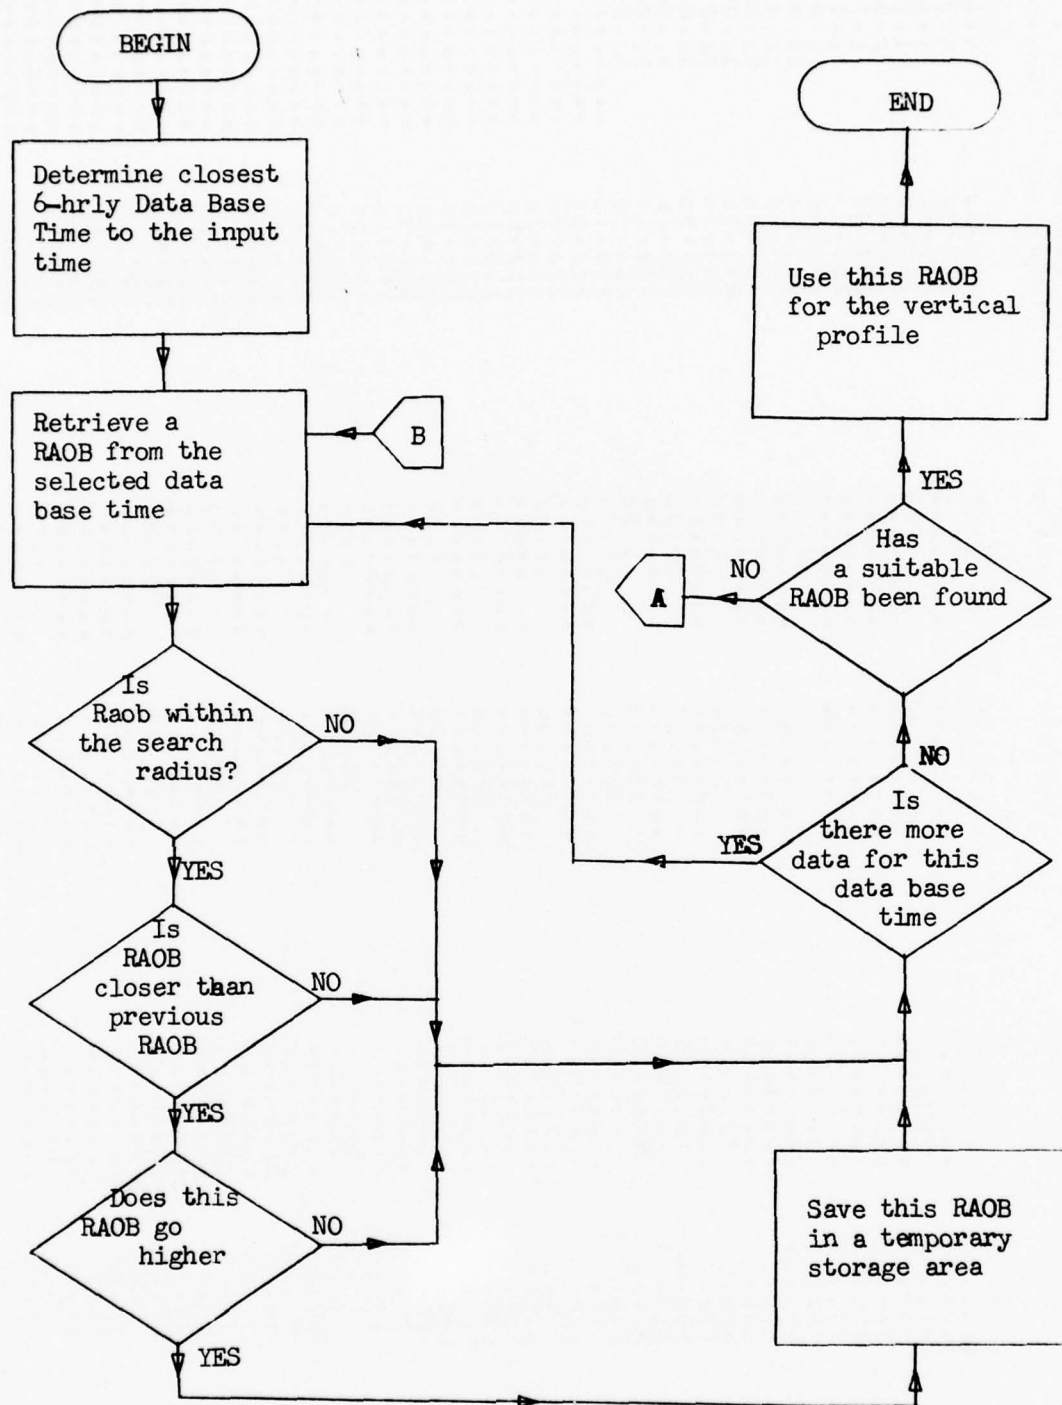 BEGIN
Determine closest
6-hrly Data Base
Time to the input
time
Retrieve a
RAOB from the
selected data
base time
B
Is
Raob within
the search
radius?
NO
YES
Is
RAOB
closer than
previous
RAOB
NO
YES
Does this
RAOB go
higher
NO
YES
END
Use this RAOB
for the vertical
profile
YES
Has
a suitable
RAOB been found
NO
A
NO
Is
there more
data for this
data base
time
YES
Save this RAOB
in a temporary
storage area